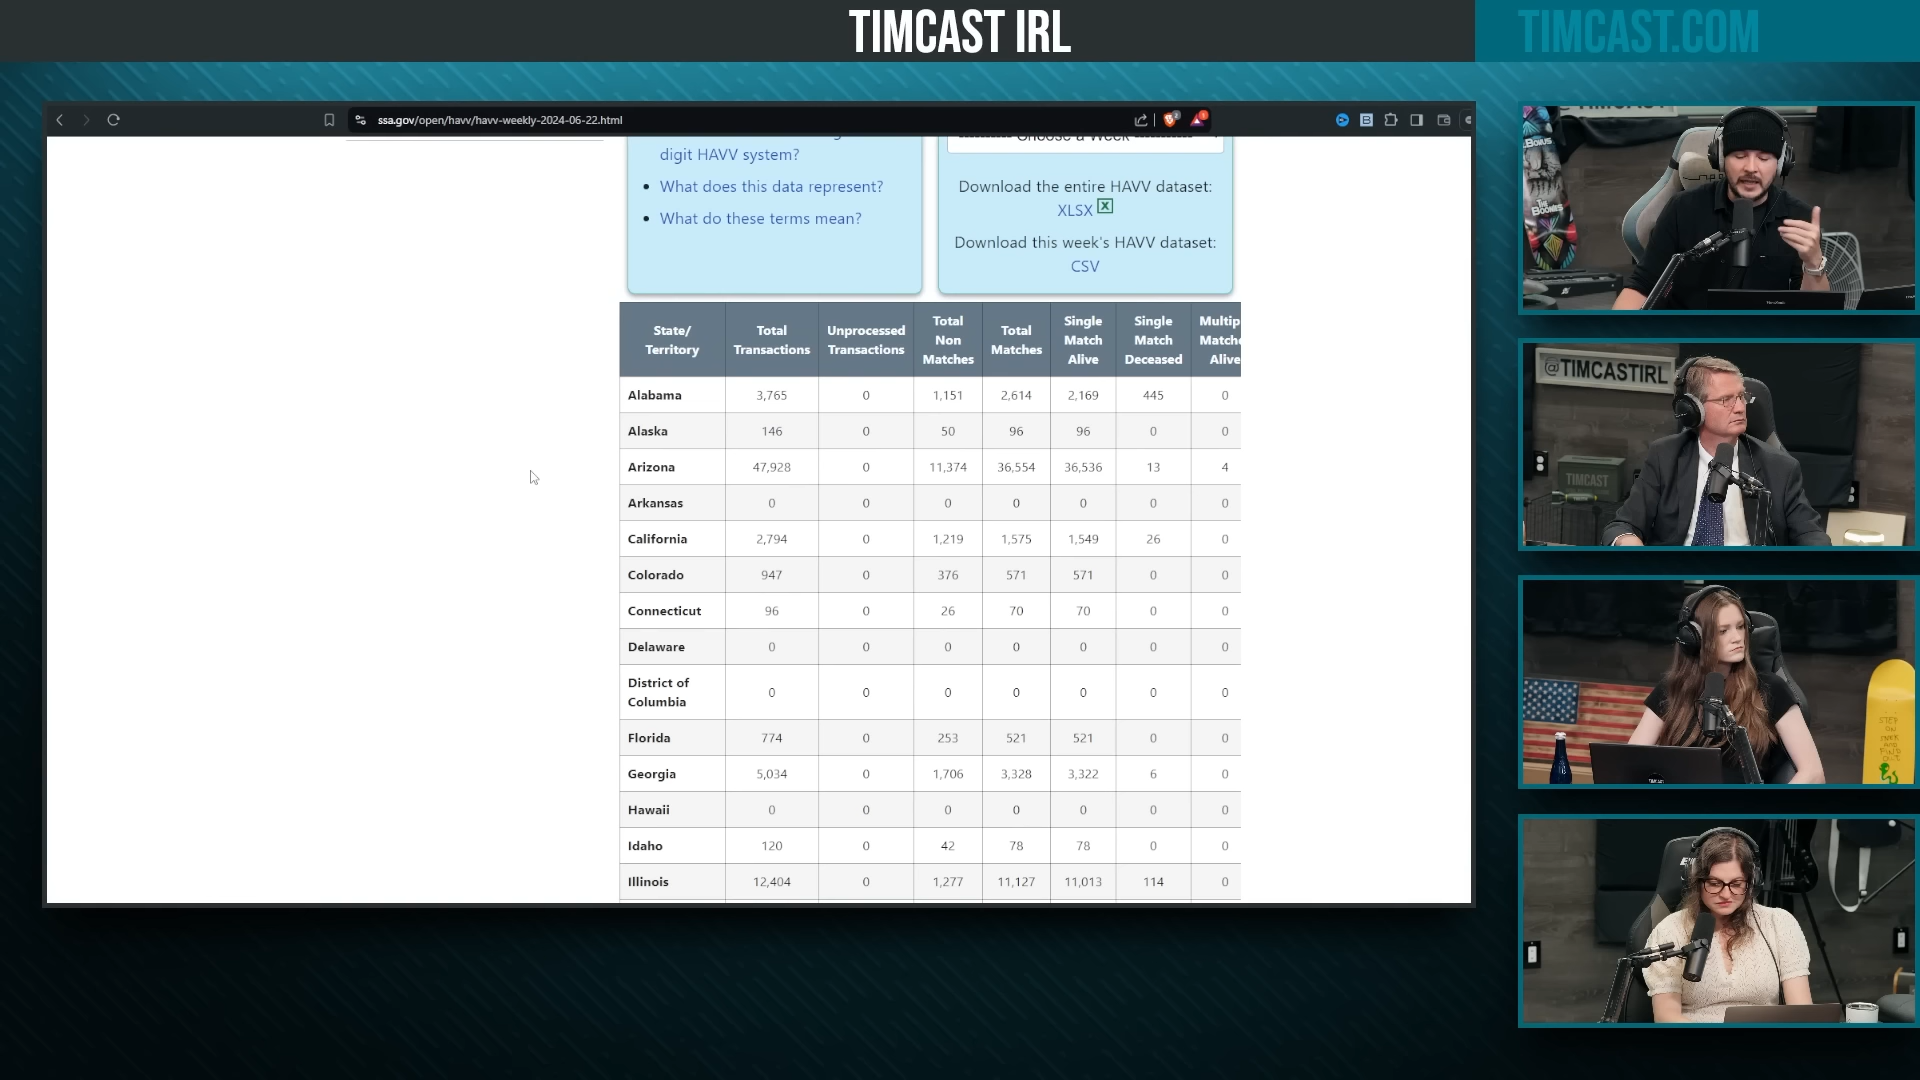 TIMCAST IRL
TIMCAST.COM
ssa.gov/open/havv/havv-weekly-2024-06-22.html
digit HAVV system?
What does this data represent?
What do these terms mean?
Choose a Week
Download the entire HAVV dataset:
XLSX
Download this week's HAVV dataset:
CSV
State/ Territory Total Transactions Unprocessed Transactions Total Non Matches Total Matches Single Match Alive Single Match Deceased Multip Matche Alive
Alabama 3,765 0 1,151 2,614 2,169 445 0
Alaska 146 0 50 96 96 0 0
Arizona 47,928 0 11,374 36,554 36,536 13 4
Arkansas 0 0 0 0 0 0 0
California 2,794 0 1,219 1,575 1,549 26 0
Colorado 947 0 376 571 571 0 0
Connecticut 96 0 26 70 70 0 0
Delaware 0 0 0 0 0 0 0
District of Columbia 0 0 0 0 0 0 0
Florida 774 0 253 521 521 0 0
Georgia 5,034 0 1,706 3,328 3,322 6 0
Hawaii 0 0 0 0 0 0 0
Idaho 120 0 42 78 78 0 0
Illinois 12,404 0 1,277 11,127 11,013 114 0
@TIMCASTIRL
TIMCAST
STEP
ON
AND
FIND
OUT